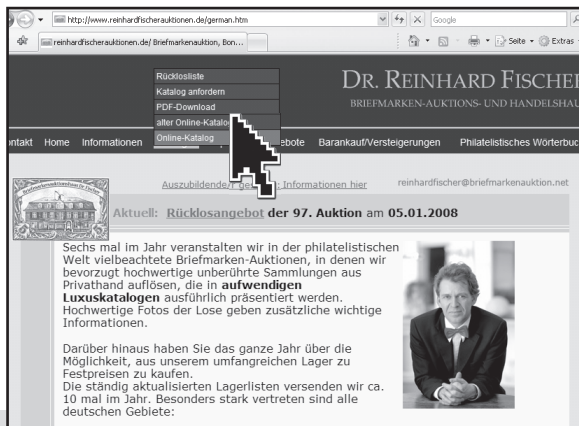 http://www.reinhardfischerauktionen.de/german.htm
Google
reinhardfischerauktionen.de/ Briefmarkenauktion, Bon...
Seite
Extras
Rücklosliste
Katalog anfordern
PDF-Download
alter Online-Katalog
Online-Katalog
DR. REINHARD FISCHER
BRIEFMARKEN-AUKTIONS- UND HANDELSHAU
ontakt Home Informationen ebote Barankauf/Versteigerungen Philatelistisches Wörterbuc
Auszubildende/r Informationen hier
reinhardfischer@briefmarkenauktion.net
Aktuell: Rücklosangebot der 97. Auktion am 05.01.2008
Sechs mal im Jahr veranstalten wir in der philatelistischen
Welt vielbeachtete Briefmarken-Auktionen, in denen wir
bevorzugt hochwertige unberührte Sammlungen aus
Privathand auflösen, die in aufwendigen
Luxuskatalogen ausführlich präsentiert werden.
Hochwertige Fotos der Lose geben zusätzliche wichtige
Informationen.
Darüber hinaus haben Sie das ganze Jahr über die
Möglichkeit, aus unserem umfangreichen Lager zu
Festpreisen zu kaufen.
Die ständig aktualisierten Lagerlisten versenden wir ca.
10 mal im Jahr. Besonders stark vertreten sind alle
deutschen Gebiete: